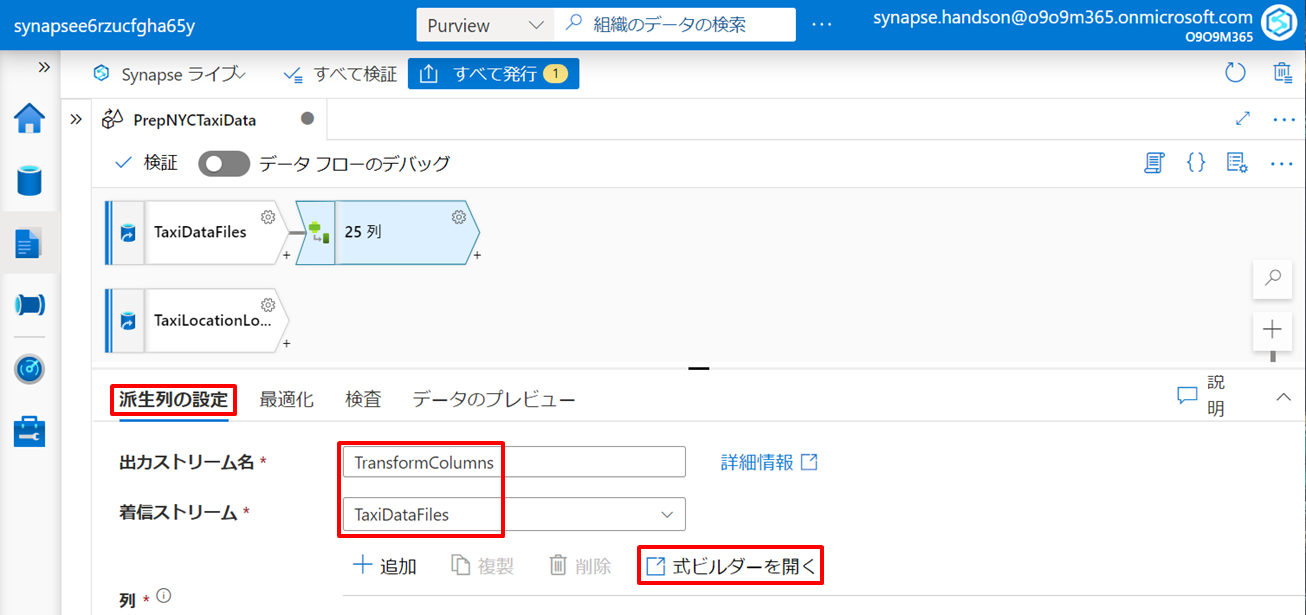 synapsee6rzucfgha65y
Purview
組織のデータの検索
...
synapse.handson@o9o9m365.onmicrosoft.com
O9O9M365
Synapse ライブ
すべて検証
すべて発行 1
PrepNYCTaxiData
検証
データ フローのデバッグ
TaxiDataFiles
25 列
TaxiLocationLo...
派生列の設定
最適化
検査
データのプレビュー
説明
出力ストリーム名 *
TransformColumns
詳細情報
着信ストリーム *
TaxiDataFiles
追加
複製
削除
式ビルダーを開く
列 *